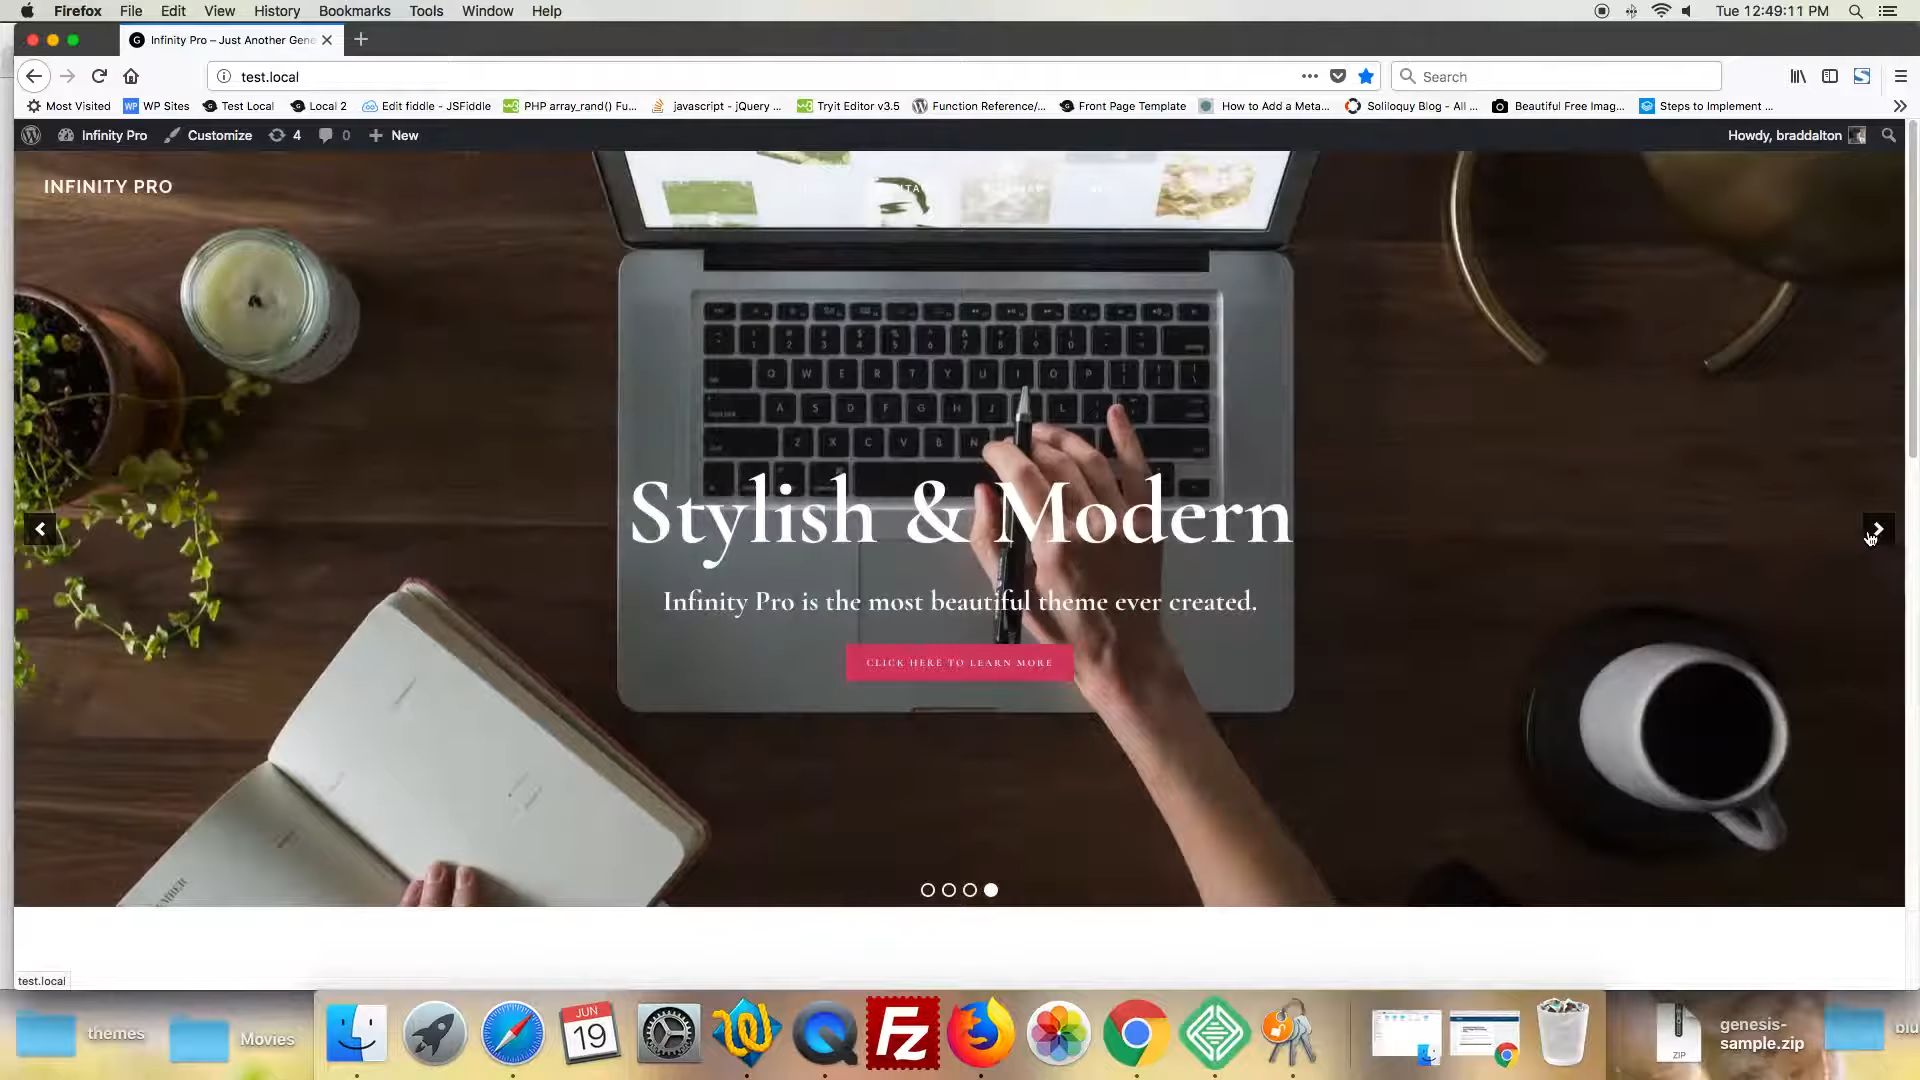 Firefox File Edit View History Bookmarks Tools Window Help Tue 12:49:11 PM
Infinity Pro – Just Another Gene
test.local Search
Most Visited WP Sites Test Local Local 2 Edit fiddle - JSFiddle PHP array_rand() Fu... javascript - jQuery ... Tryit Editor v3.5 Function Reference/... Front Page Template How to Add a Meta... Soliloquy Blog - All ... Beautiful Free Imag... Steps to Implement ...
Infinity Pro Customize 4 0 New Howdy, braddalton
INFINITY PRO
Stylish & Modern
Infinity Pro is the most beautiful theme ever created.
CLICK HERE TO LEARN MORE
test.local
themes
Movies
JUN
19
Fz
ZIP
genesis-
sample.zip
blu